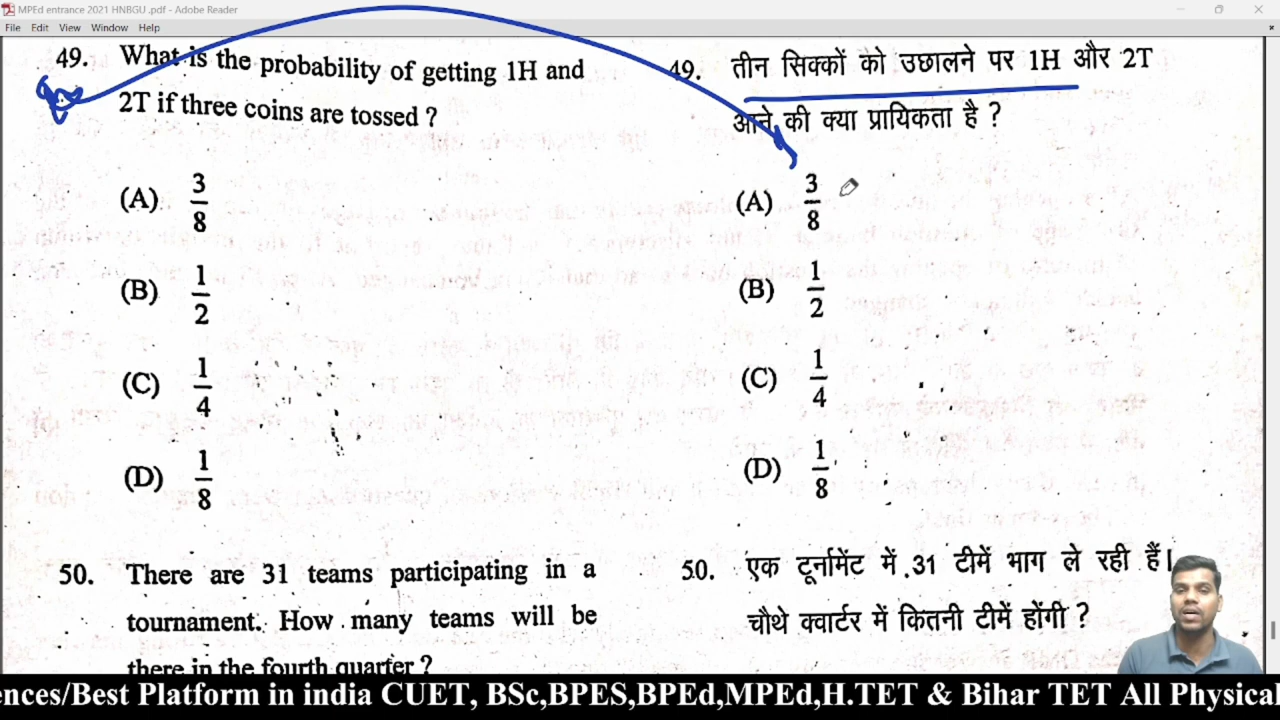 MPEd entrance 2021 HNBGU .pdf - Adobe Reader
File Edit View Window Help
49. What is the probability of getting 1H and
2T if three coins are tossed ?
(A) 3/8
(B) 1/2
(C) 1/4
(D) 1/8
50. There are 31 teams participating in a
tournament. How many teams will be
there in the fourth quarter ?
49. तीन सिक्कों को उछालने पर 1H और 2T
आने की क्या प्रायिकता है ?
(A) 3/8
(B) 1/2
(C) 1/4
(D) 1/8
50. एक टूर्नामेंट में 31 टीमें भाग ले रही हैं।
चौथे क्वार्टर में कितनी टीमें होंगी ?
ences/Best Platform in india CUET, BSc,BPES,BPEd,MPEd,H.TET & Bihar TET All Physical